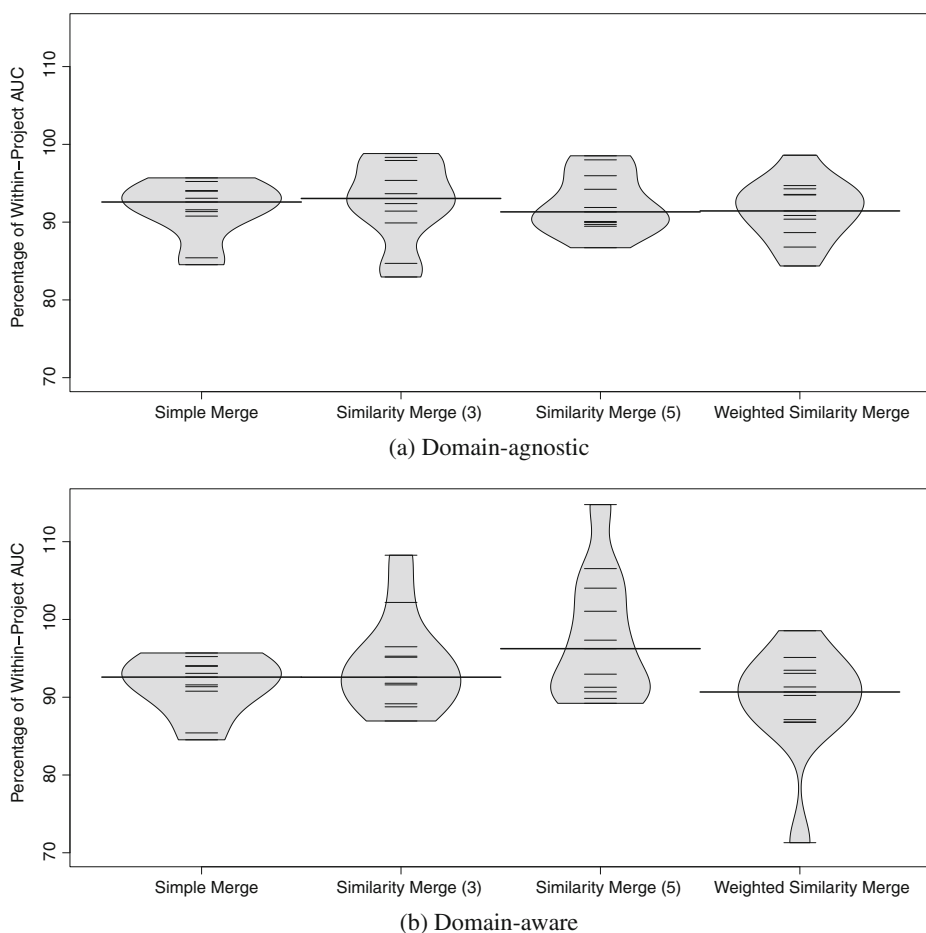 Percentage of Within−Project AUC
110
100
90
80
70
Simple Merge Similarity Merge (3) Similarity Merge (5) Weighted Similarity Merge
(a) Domain-agnostic
Percentage of Within−Project AUC
110
100
90
80
70
Simple Merge Similarity Merge (3) Similarity Merge (5) Weighted Similarity Merge
(b) Domain-aware